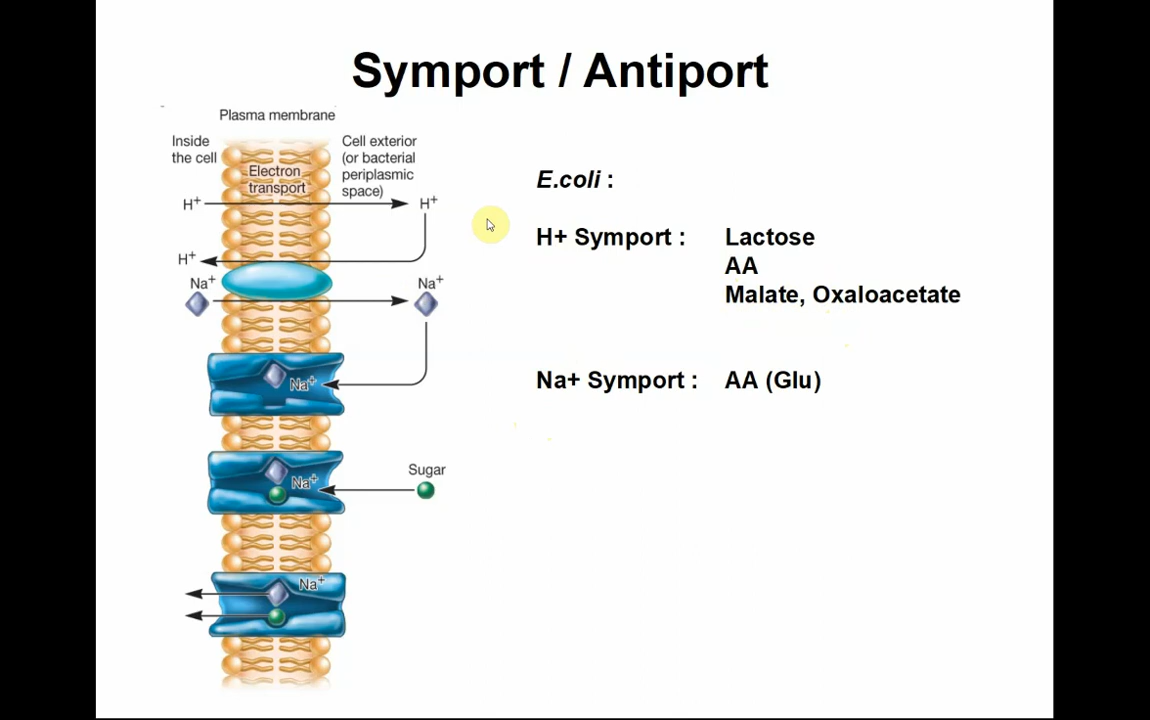 Symport / Antiport
Plasma membrane
Inside
the cell
Cell exterior
(or bacterial
periplasmic
space)
Electron
transport
H+
H+
H+
Na+
Na+
Na+
Sugar
Na+
Na+
E.coli :
H+ Symport : Lactose
AA
Malate, Oxaloacetate
Na+ Symport : AA (Glu)